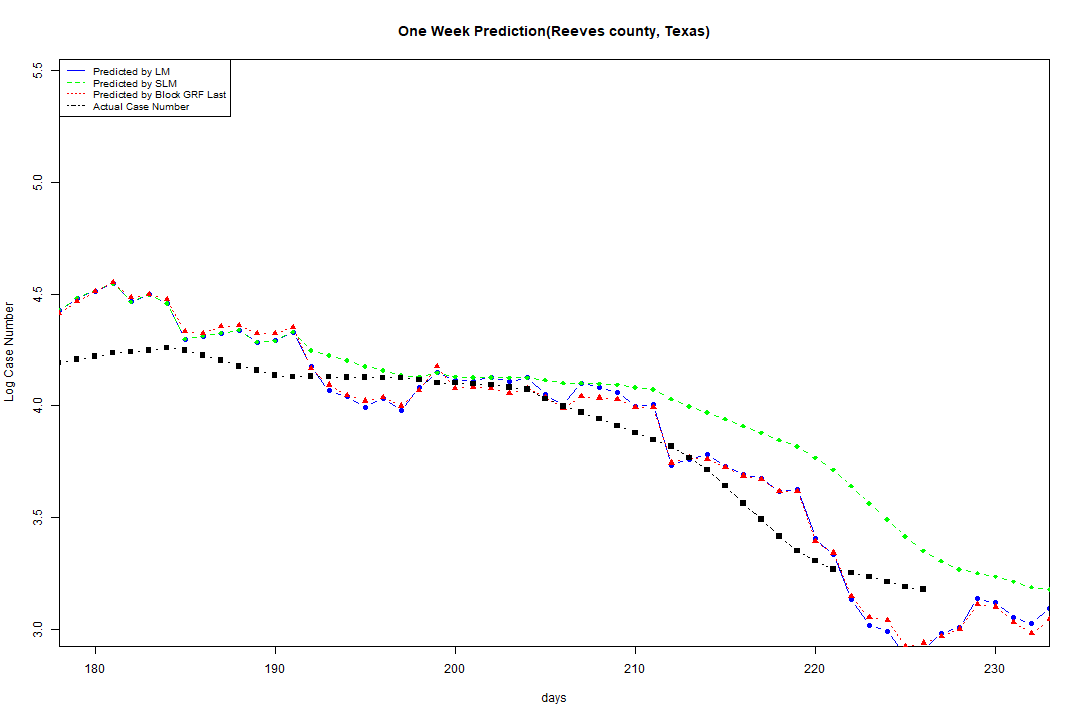 One Week Prediction(Reeves county, Texas)
Predicted by LM
Predicted by SLM
Predicted by Block GRF Last
Actual Case Number
5.5
5.0
4.5
4.0
3.5
3.0
Log Case Number
180 190 200 210 220 230
days